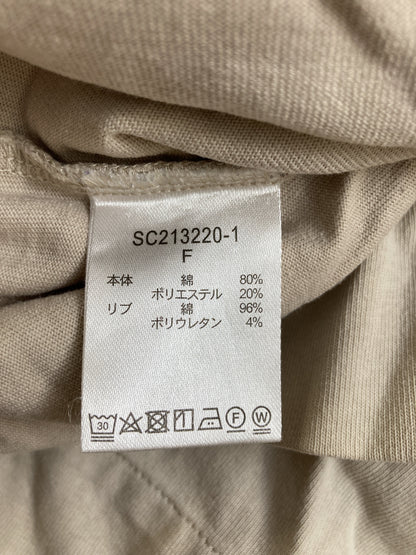 SC213220-1
F
本体 綿 80%
ポリエステル 20%
リブ 綿 96%
ポリウレタン 4%
30 F W